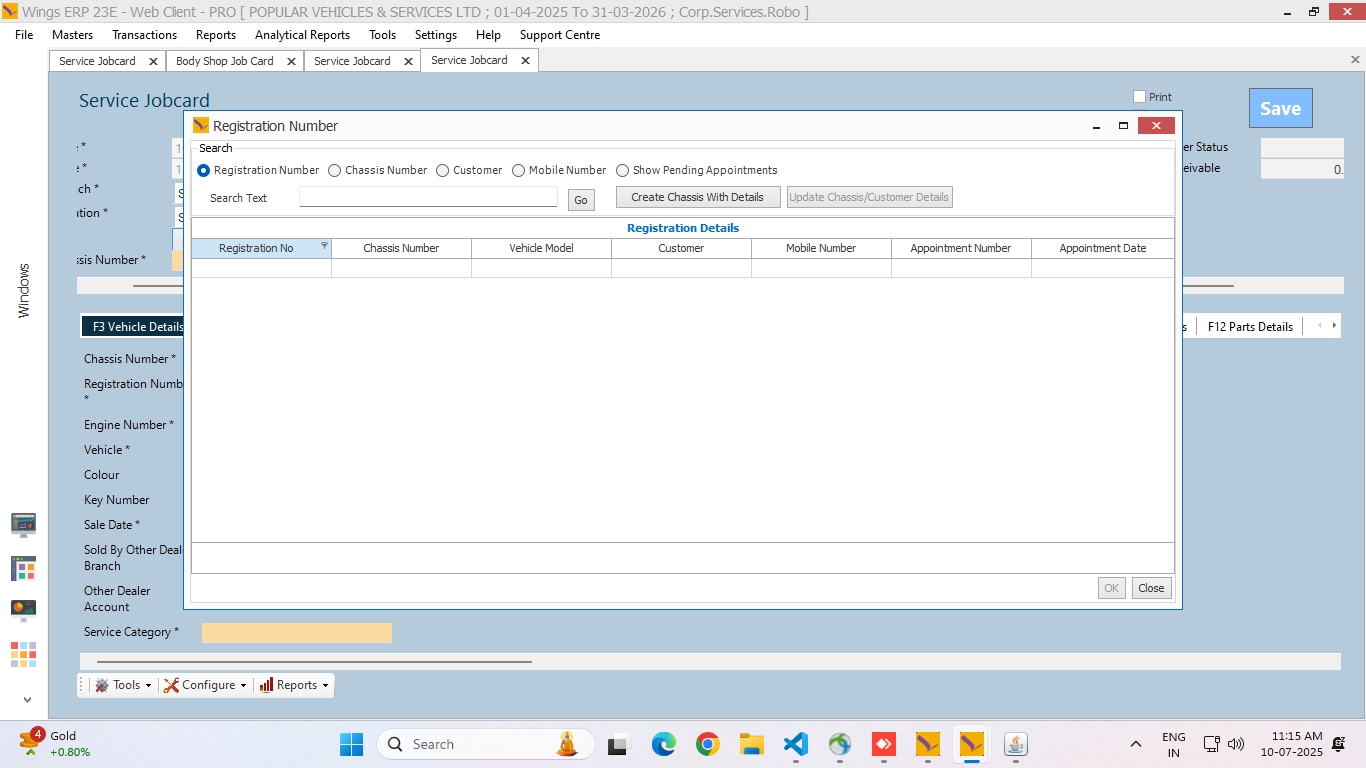 Wings ERP 23E - Web Client - PRO [ POPULAR VEHICLES & SERVICES LTD ; 01-04-2025 To 31-03-2026 ; Corp.Services.Robo ]
File Masters Transactions Reports Analytical Reports Tools Settings Help Support Centre
Service Jobcard Body Shop Job Card Service Jobcard Service Jobcard
Service Jobcard
Print
Save
Registration Number
Search
Registration Number Chassis Number Customer Mobile Number Show Pending Appointments
Search Text
Go
Create Chassis With Details
Update Chassis/Customer Details
Registration Details
Registration No Chassis Number Vehicle Model Customer Mobile Number Appointment Number Appointment Date
OK Close
er Status
eivable 0.
ch *
ation *
ssis Number *
Windows
F3 Vehicle Details
s F12 Parts Details
Chassis Number *
Registration Numb
*
Engine Number *
Vehicle *
Colour
Key Number
Sale Date *
Sold By Other Deal
Branch
Other Dealer
Account
Service Category *
Tools Configure Reports
4
Gold
+0.80%
Search
ENG
IN
11:15 AM
10-07-2025